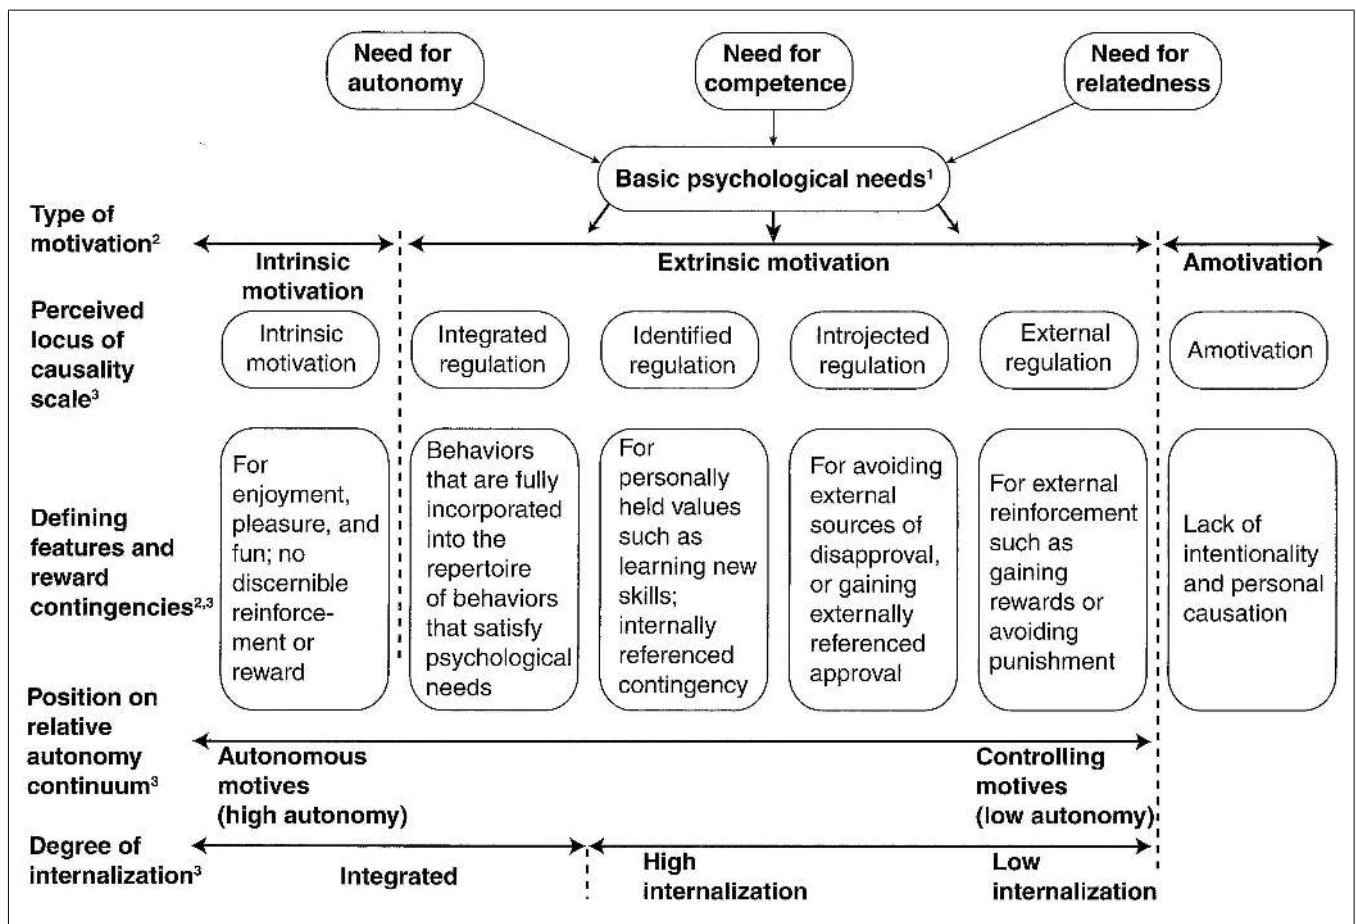 Need for
autonomy
Need for
competence
Need for
relatedness
Basic psychological needs¹
Type of
motivation²
Intrinsic
motivation
Extrinsic motivation
Amotivation
Perceived
locus of
causality
scale³
Intrinsic
motivation
Integrated
regulation
Identified
regulation
Introjected
regulation
External
regulation
Amotivation
Defining
features and
reward
contingencies²,³
For
enjoyment,
pleasure, and
fun; no
discernible
reinforce-
ment or
reward
Behaviors
that are fully
incorporated
into the
repertoire
of behaviors
that satisfy
psychological
needs
For
personally
held values
such as
learning new
skills;
internally
referenced
contingency
For avoiding
external
sources of
disapproval,
or gaining
externally
referenced
approval
For external
reinforcement
such as
gaining
rewards or
avoiding
punishment
Lack of
intentionality
and personal
causation
Position on
relative
autonomy
continuum³
Autonomous
motives
(high autonomy)
Controlling
motives
(low autonomy)
Degree of
internalization³
Integrated
High
internalization
Low
internalization